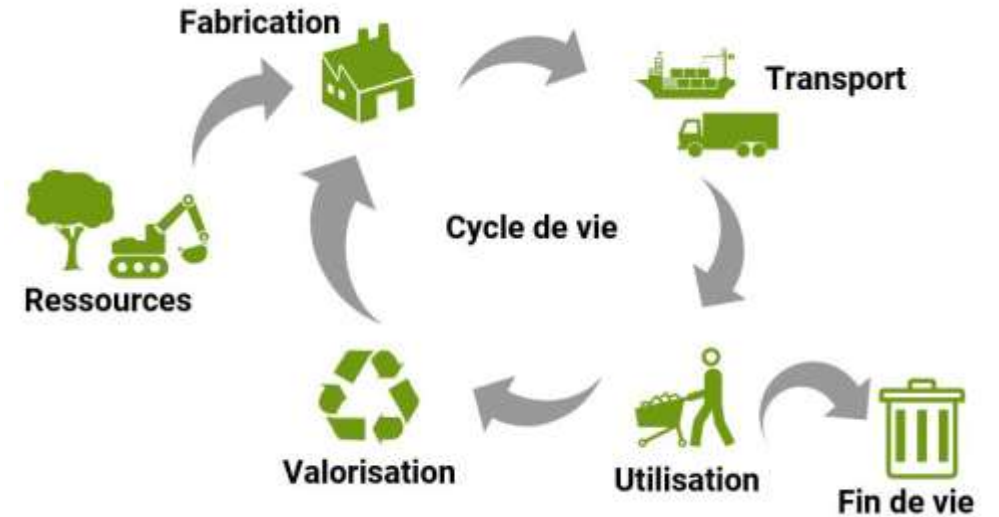 Fabrication
Transport
Cycle de vie
Ressources
Valorisation
Utilisation
Fin de vie